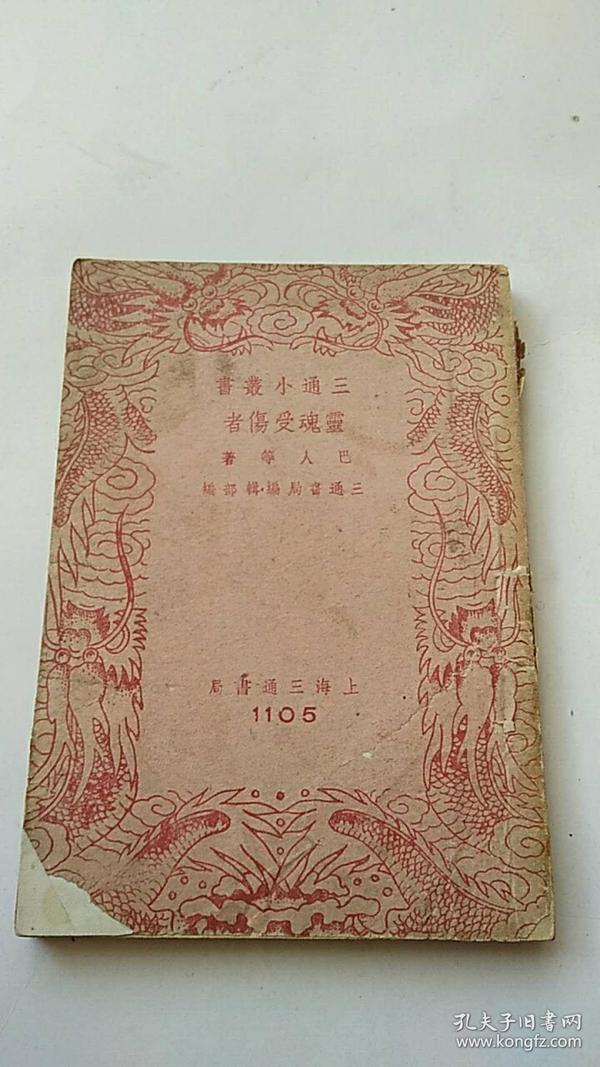 三通小叢書
靈魂受傷者
巴人等著
三通書局編輯部編
上海三通書局
1105
孔夫子旧书网
www.kongfz.com